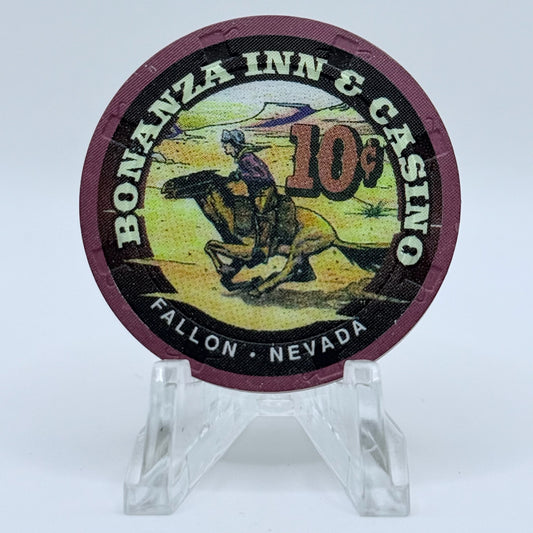 BONANZA INN & CASINO
10¢
FALLON • NEVADA